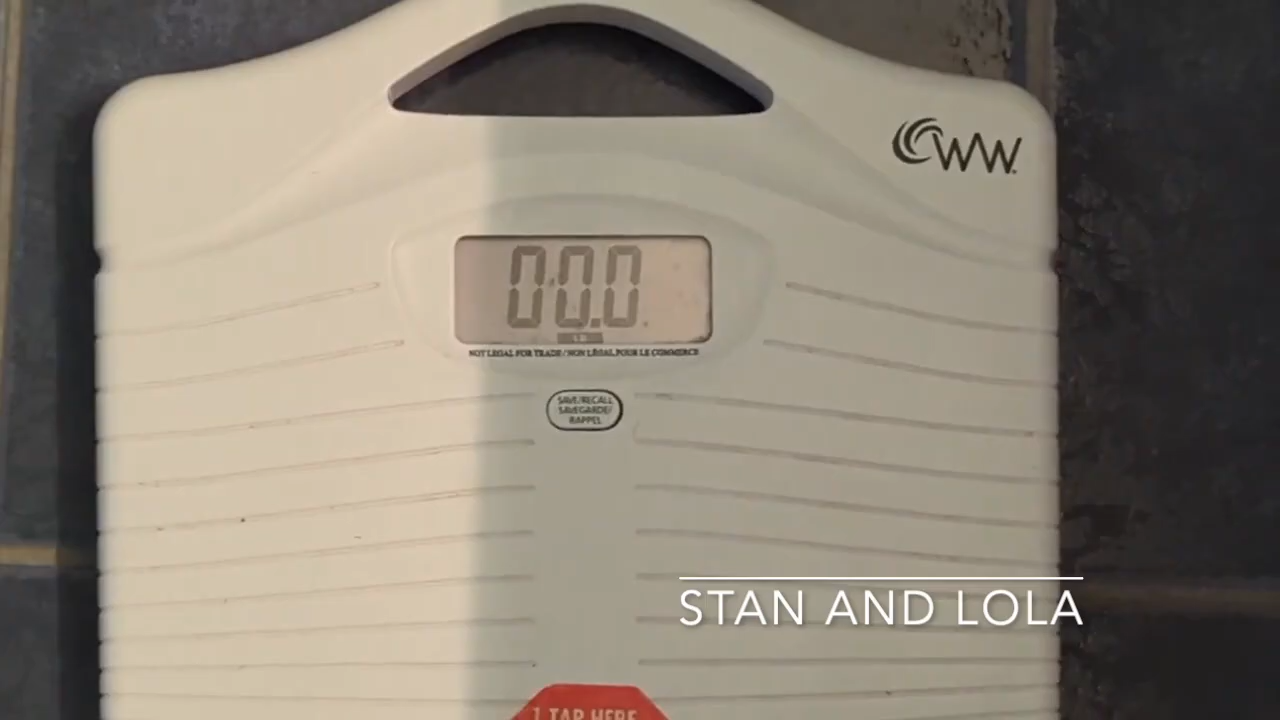 WW
00.0
LB
NOT LEGAL FOR TRADE/NON LÉGAL POUR LE COMMERCE
SAVE/RECALL
SAVEGARDE/
RAPPEL
STAN AND LOLA
1 TAP HERE